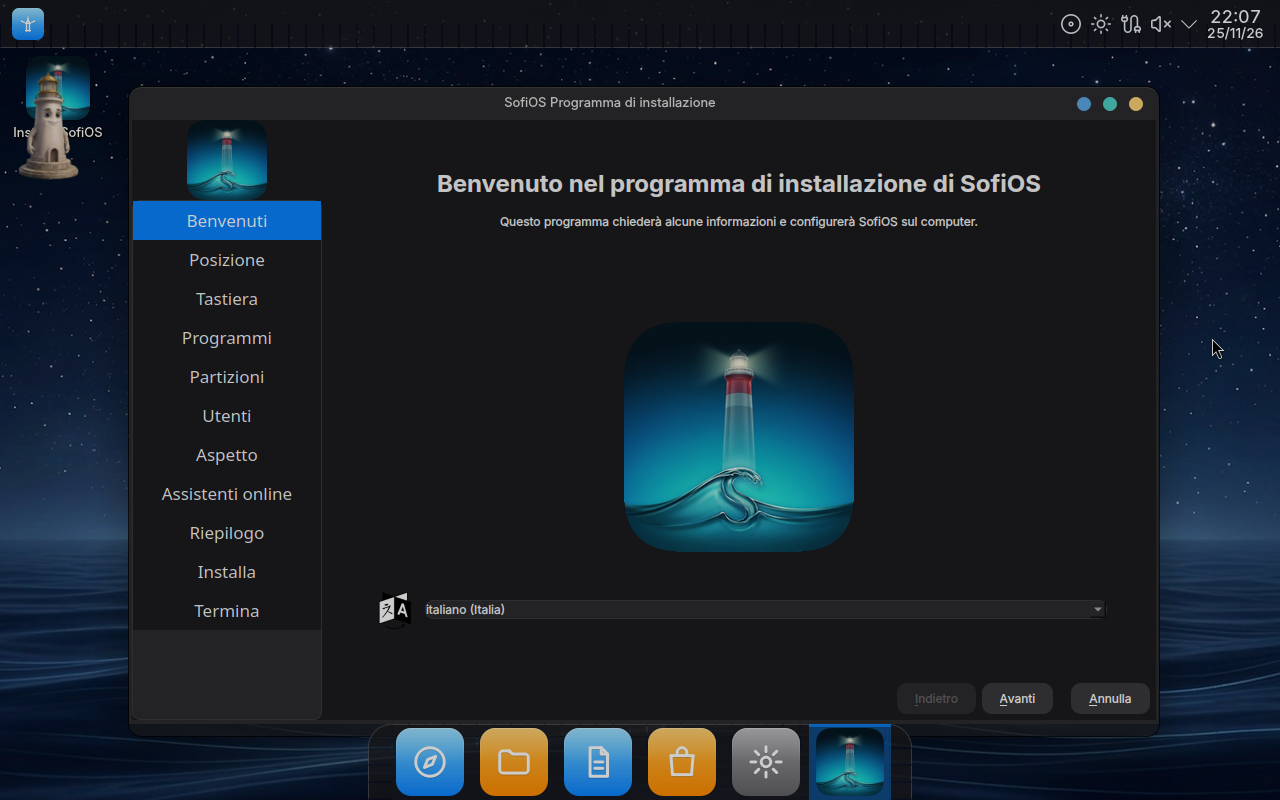 22:07
25/11/26
SofiOS Programma di installazione
Benvenuto nel programma di installazione di SofiOS
Questo programma chiederà alcune informazioni e configurerà SofiOS sul computer.
Benvenuti
Posizione
Tastiera
Programmi
Partizioni
Utenti
Aspetto
Assistenti online
Riepilogo
Installa
Termina
italiano (Italia)
Indietro
Avanti
Annulla